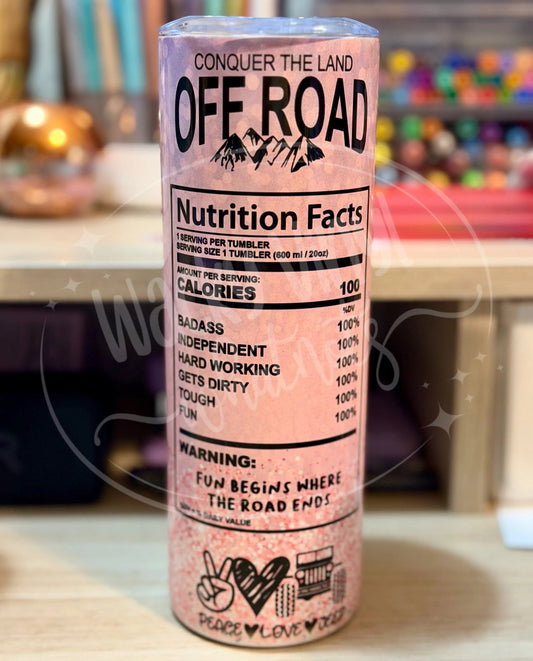 CONQUER THE LAND
OFF ROAD
Nutrition Facts
1 SERVING PER TUMBLER
SERVING SIZE 1 TUMBLER (600 ml / 20oz)
AMOUNT PER SERVING:
CALORIES 100
%DV
BADASS 100%
INDEPENDENT 100%
HARD WORKING 100%
GETS DIRTY 100%
TOUGH 100%
FUN 100%
WARNING:
FUN BEGINS WHERE
THE ROAD ENDS
DAILY VALUE
PEACE LOVE JEEP